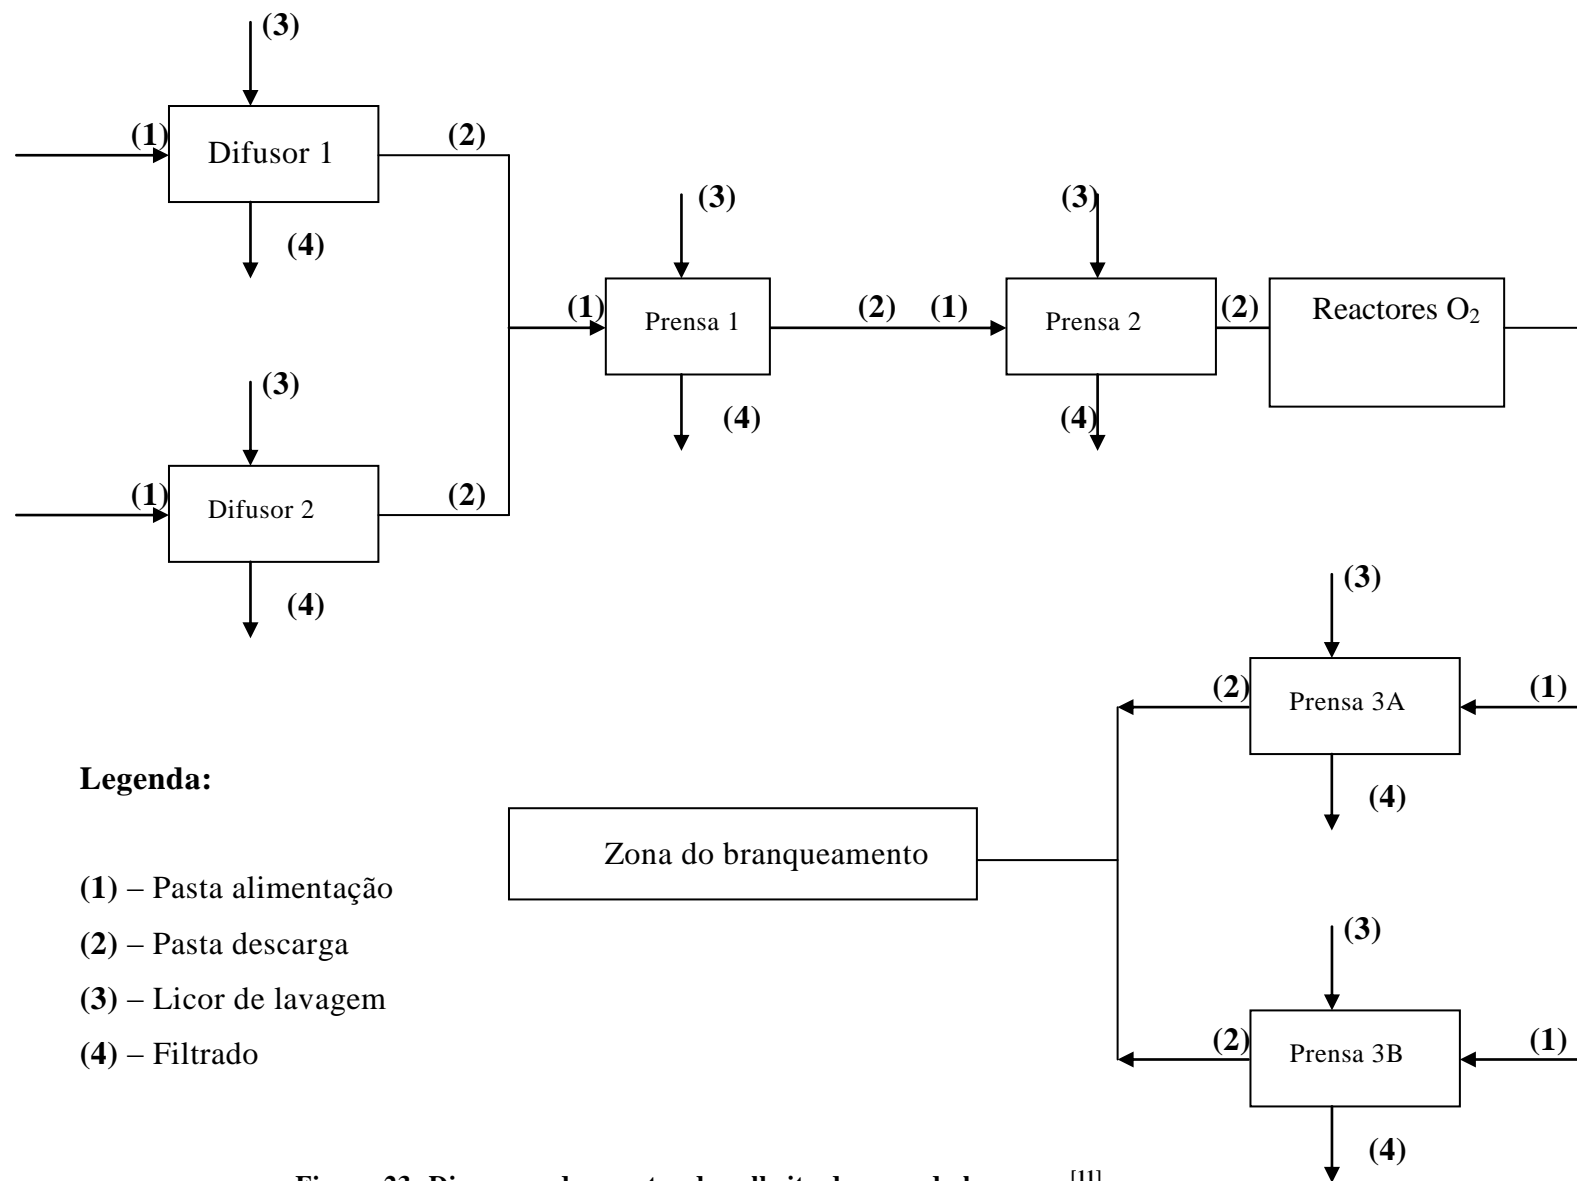 (3)
(1)
Difusor 1
(2)
(4)
(3)
(3)
(1)
Prensa 1
(2)
(1)
Prensa 2
(2)
Reactores O₂
(4)
(4)
(3)
(1)
Difusor 2
(2)
(4)
(3)
(2)
Prensa 3A
(1)
(4)
Legenda:
(1) – Pasta alimentação
(2) – Pasta descarga
(3) – Licor de lavagem
(4) – Filtrado
Zona do branqueamento
(3)
(2)
Prensa 3B
(1)
(4)
[11]